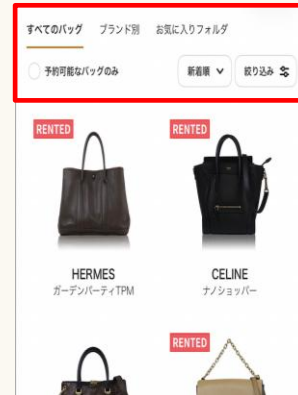 すべてのバッグ ブランド別 お気に入りフォルダ
予約可能なバッグのみ 新着順 絞り込み
RENTED RENTED
HERMES CELINE
ガーデンパーティTPM ナノショッパー
RENTED